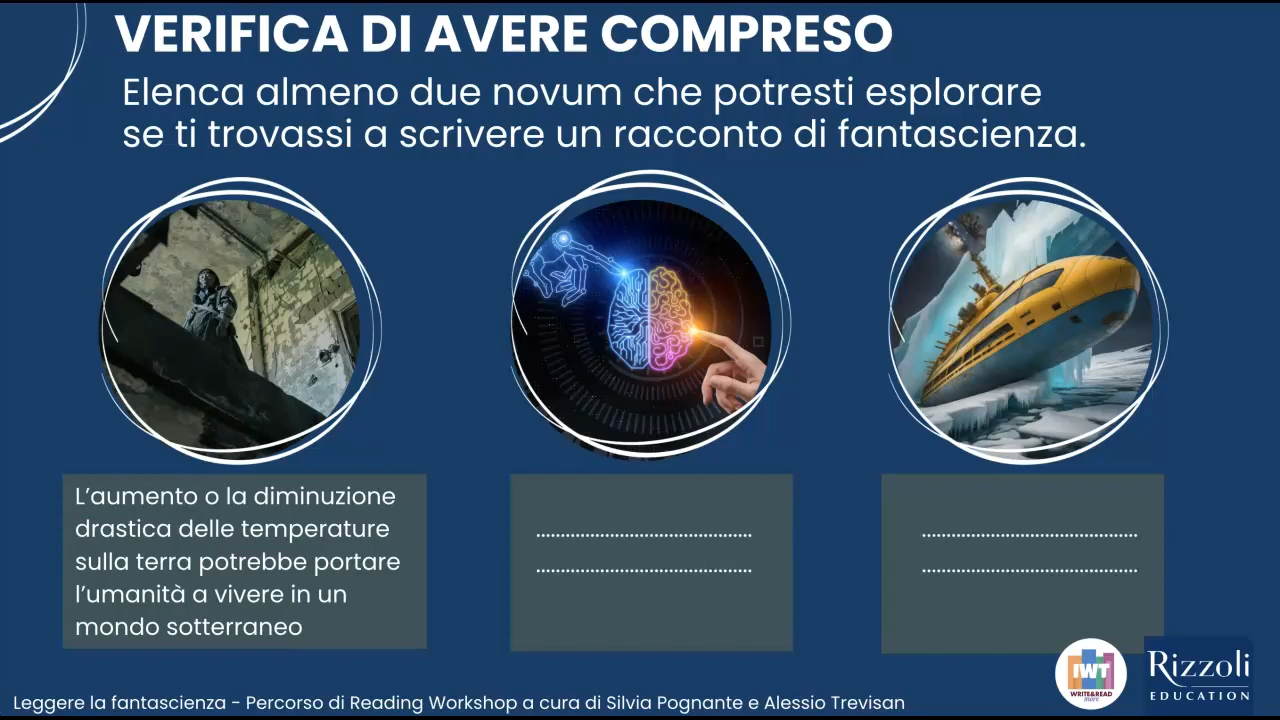 VERIFICA DI AVERE COMPRESO
Elenca almeno due novum che potresti esplorare
se ti trovassi a scrivere un racconto di fantascienza.
L’aumento o la diminuzione
drastica delle temperature
sulla terra potrebbe portare
l’umanità a vivere in un
mondo sotterraneo
IWT
WRITE&READ
more
Rizzoli
EDUCATION
Leggere la fantascienza - Percorso di Reading Workshop a cura di Silvia Pognante e Alessio Trevisan